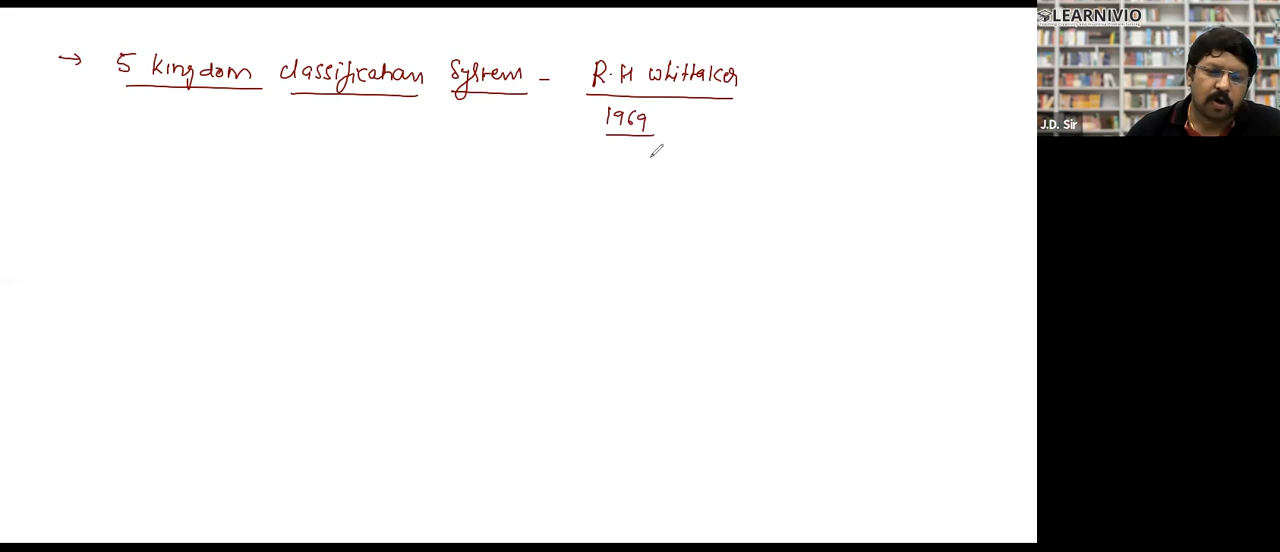 → 5 Kingdom classification System - R.H Whittaker
1969
LEARNIVIO
J.D. Sir